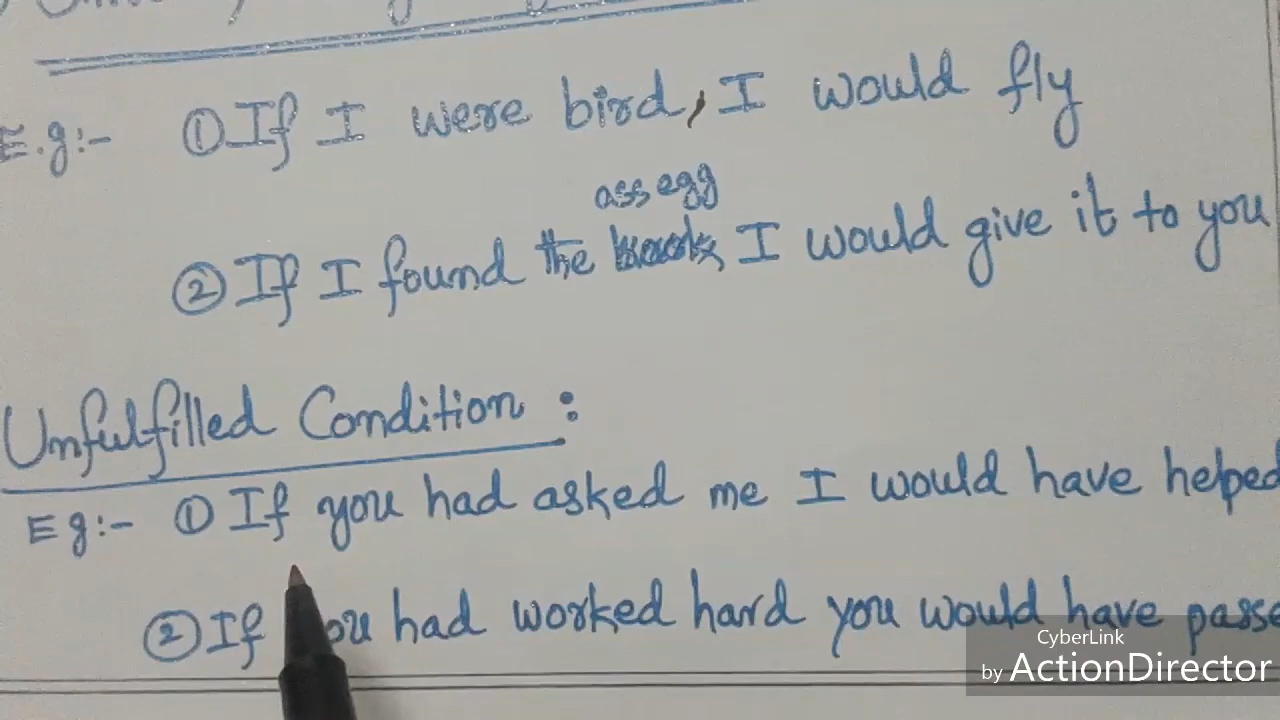 E.g:- ① If I were bird, I would fly
ass egg
② If I found the I would give it to you
Unfulfilled Condition :
Eg:- ① If you had asked me I would have helped
② If you had worked hard you would have passe
CyberLink
by ActionDirector